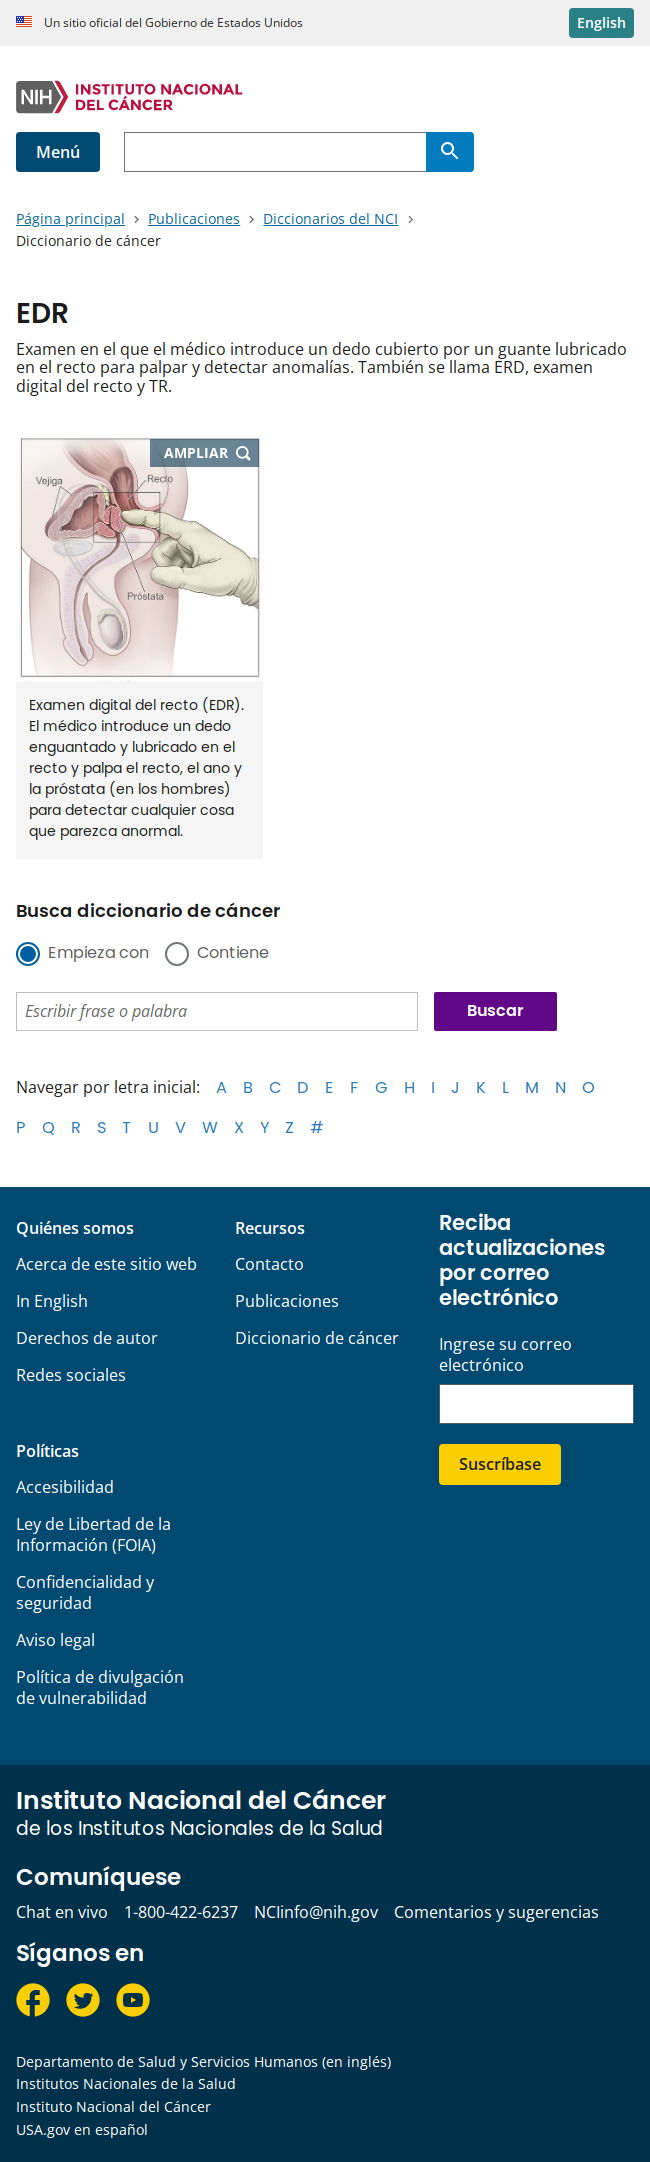 Un sitio oficial del Gobierno de Estados Unidos
English
NIH
INSTITUTO NACIONAL
DEL CÁNCER
Menú
Página principal
Publicaciones
Diccionarios del NCI
Diccionario de cáncer
EDR
Examen en el que el médico introduce un dedo cubierto por un guante lubricado
en el recto para palpar y detectar anomalías. También se llama ERD, examen
digital del recto y TR.
AMPLIAR
Vejiga
Recto
Próstata
Examen digital del recto (EDR).
El médico introduce un dedo
enguantado y lubricado en el
recto y palpa el recto, el ano y
la próstata (en los hombres)
para detectar cualquier cosa
que parezca anormal.
Busca diccionario de cáncer
Empieza con
Contiene
Escribir frase o palabra
Buscar
Navegar por letra inicial: A B C D E F G H I J K L M N O
P Q R S T U V W X Y Z #
Quiénes somos
Acerca de este sitio web
In English
Derechos de autor
Redes sociales
Recursos
Contacto
Publicaciones
Diccionario de cáncer
Reciba
actualizaciones
por correo
electrónico
Ingrese su correo
electrónico
Suscríbase
Políticas
Accesibilidad
Ley de Libertad de la
Información (FOIA)
Confidencialidad y
seguridad
Aviso legal
Política de divulgación
de vulnerabilidad
Instituto Nacional del Cáncer
de los Institutos Nacionales de la Salud
Comuníquese
Chat en vivo 1-800-422-6237 NCIinfo@nih.gov Comentarios y sugerencias
Síganos en
Departamento de Salud y Servicios Humanos (en inglés)
Institutos Nacionales de la Salud
Instituto Nacional del Cáncer
USA.gov en español